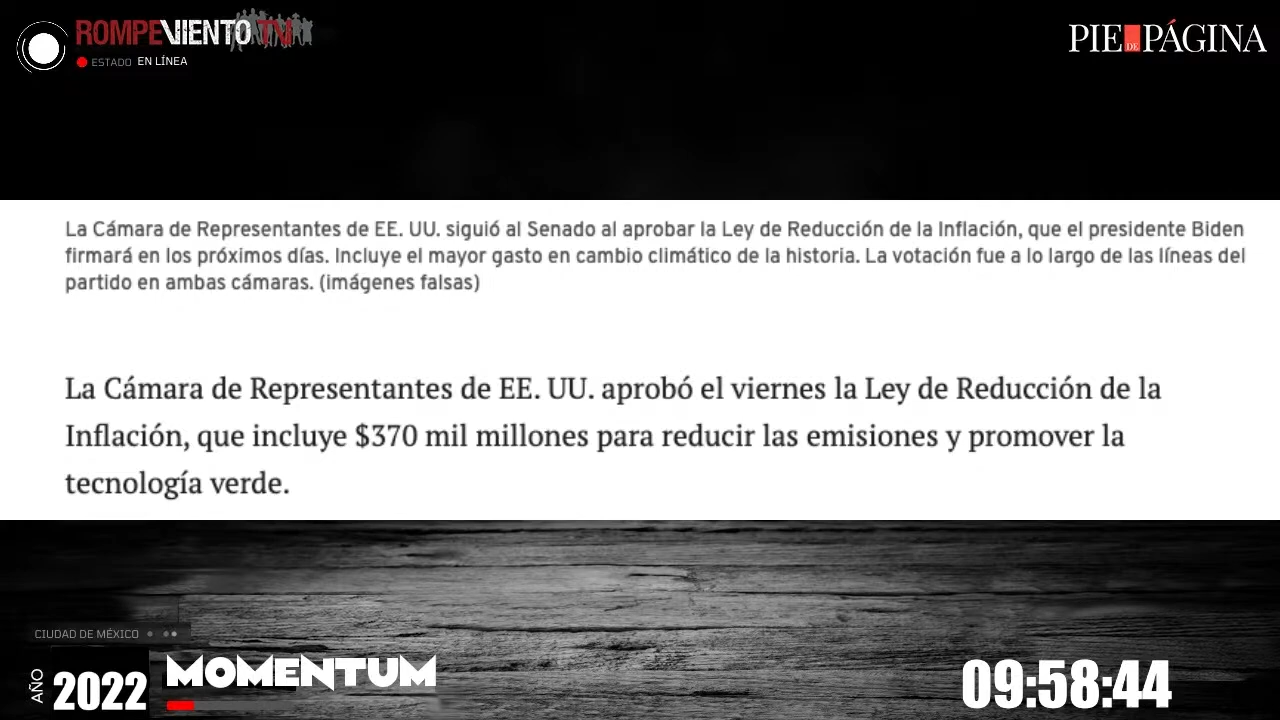 ROMPEVIENTO TV
ESTADO EN LÍNEA
PIE DE PÁGINA
La Cámara de Representantes de EE. UU. siguió al Senado al aprobar la Ley de Reducción de la Inflación, que el presidente Biden
firmará en los próximos días. Incluye el mayor gasto en cambio climático de la historia. La votación fue a lo largo de las líneas del
partido en ambas cámaras. (imágenes falsas)
La Cámara de Representantes de EE. UU. aprobó el viernes la Ley de Reducción de la
Inflación, que incluye $370 mil millones para reducir las emisiones y promover la
tecnología verde.
CIUDAD DE MÉXICO
AÑO
2022
MOMENTUM
09:58:44